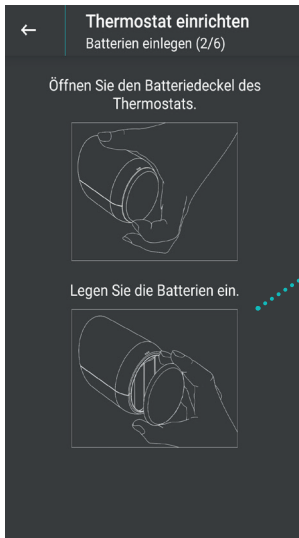 Thermostat einrichten
Batterien einlegen (2/6)
Öffnen Sie den Batteriedeckel des
Thermostats.
Legen Sie die Batterien ein.